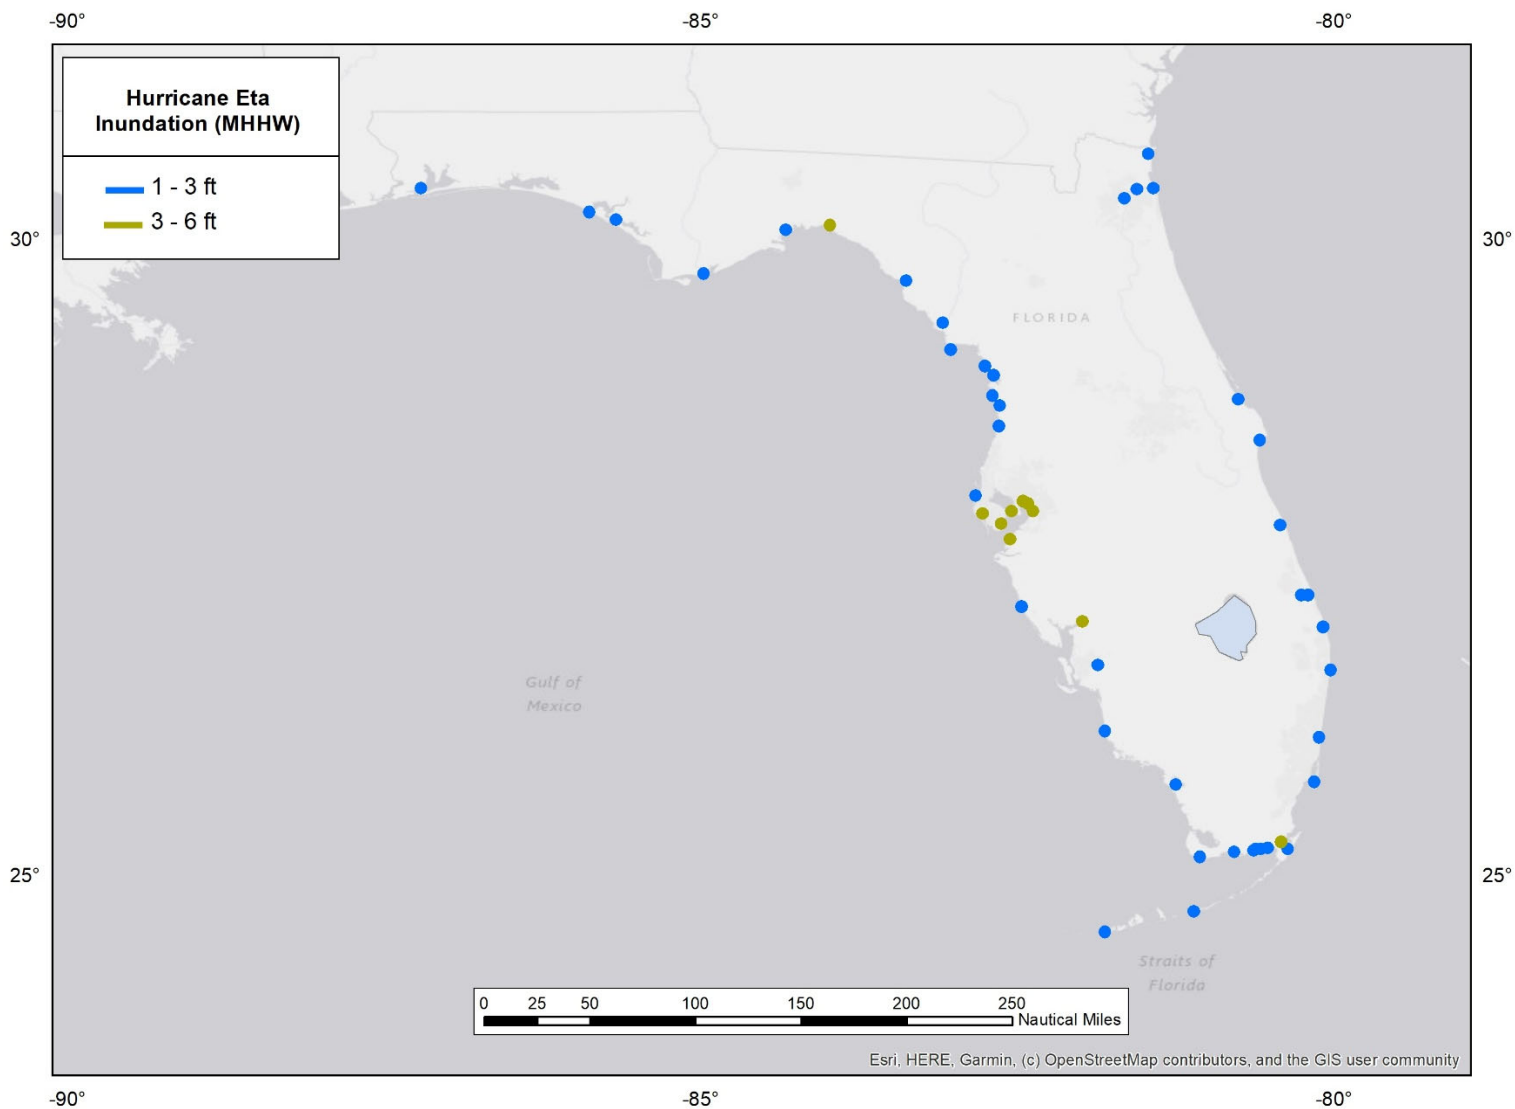 -90° -85° -80°
Hurricane Eta
Inundation (MHHW)
1 - 3 ft
3 - 6 ft
30° 30°
FLORIDA
Gulf of
Mexico
25° 25°
Straits of
Florida
0 25 50 100 150 200 250
Nautical Miles
Esri, HERE, Garmin, (c) OpenStreetMap contributors, and the GIS user community
-90° -85° -80°